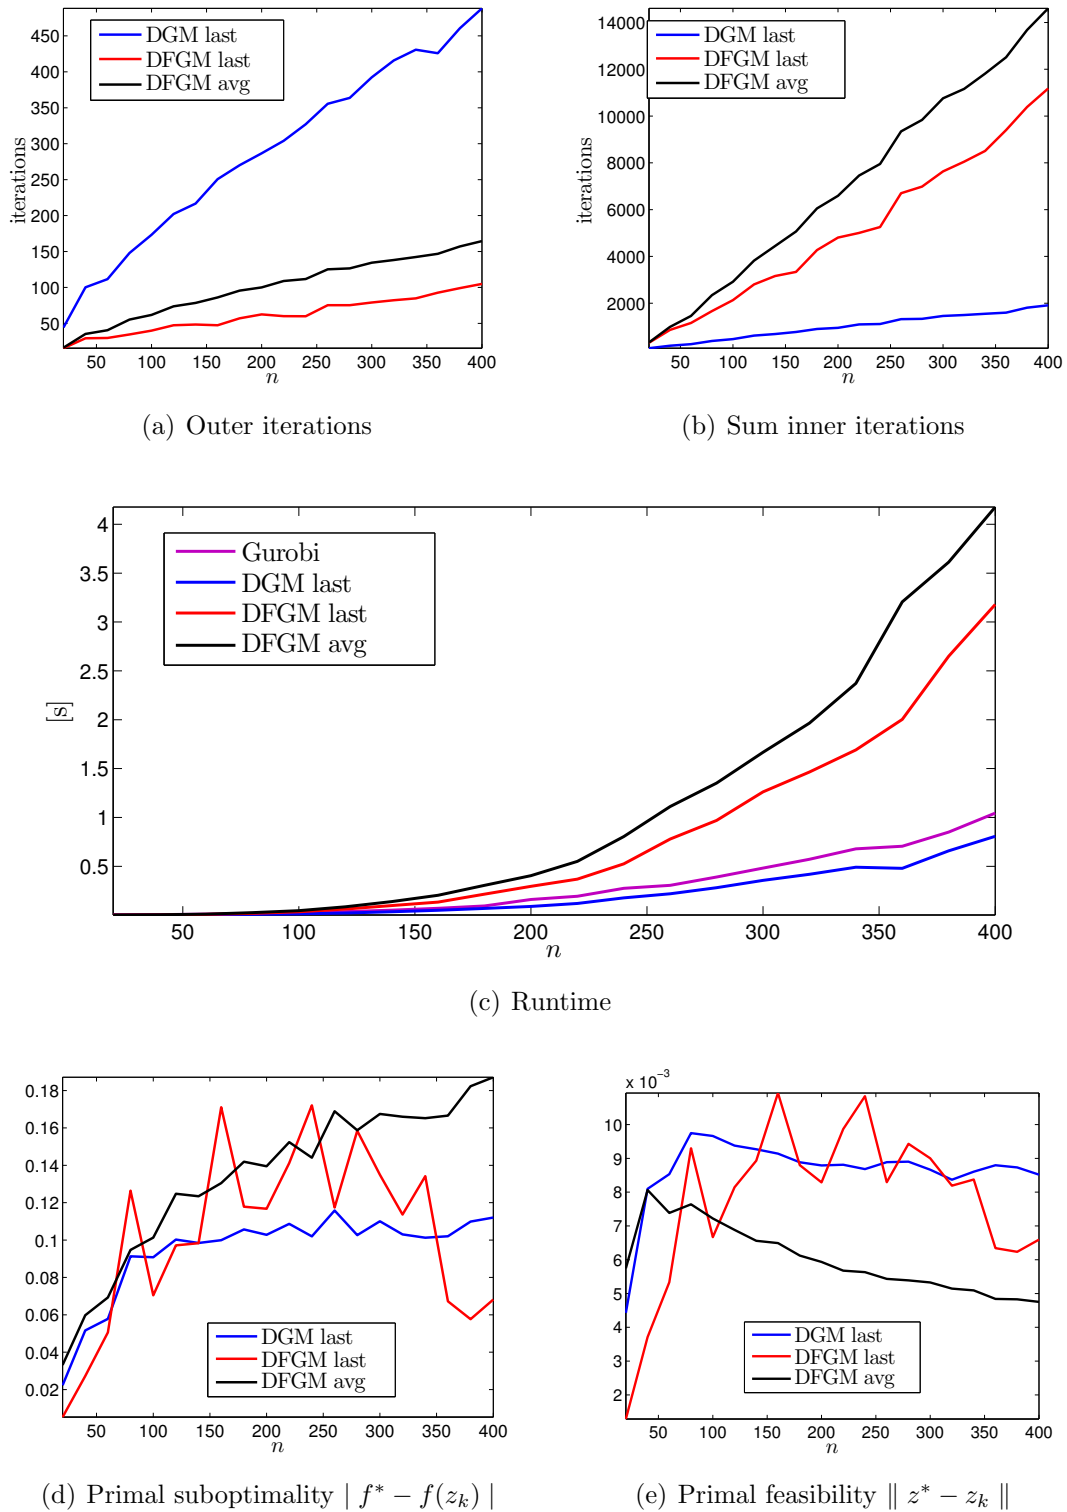 450
400
350
300
250
200
150
100
50
iterations
DGM last
DFGM last
DFGM avg
50 100 150 200 250 300 350 400
n
(a) Outer iterations
14000
12000
10000
8000
6000
4000
2000
iterations
DGM last
DFGM last
DFGM avg
50 100 150 200 250 300 350 400
n
(b) Sum inner iterations
4
3.5
3
2.5
2
1.5
1
0.5
[s]
Gurobi
DGM last
DFGM last
DFGM avg
50 100 150 200 250 300 350 400
n
(c) Runtime
0.18
0.16
0.14
0.12
0.1
0.08
0.06
0.04
0.02
DGM last
DFGM last
DFGM avg
50 100 150 200 250 300 350 400
n
(d) Primal suboptimality | f* − f(z_k) |
x 10⁻³
10
9
8
7
6
5
4
3
2
DGM last
DFGM last
DFGM avg
50 100 150 200 250 300 350 400
n
(e) Primal feasibility ‖ z* − z_k ‖